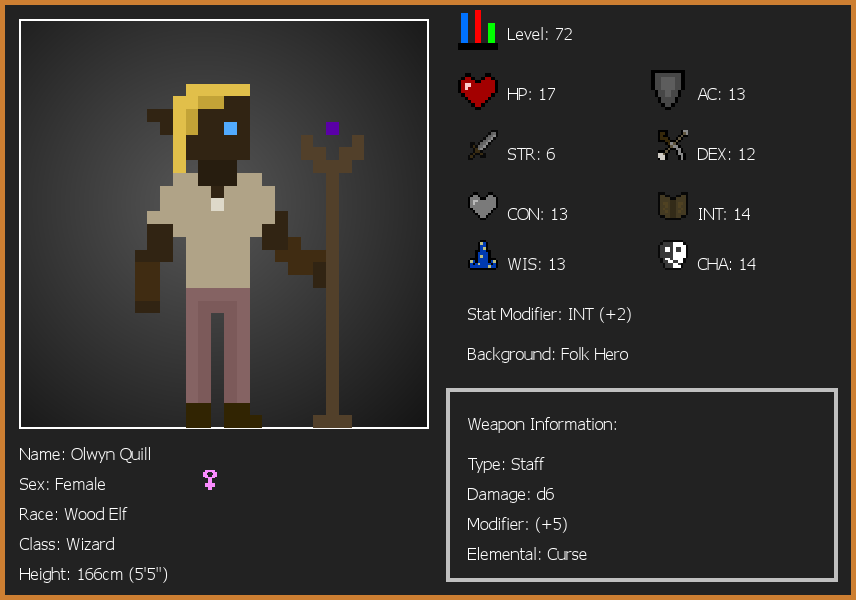 Level: 72
HP: 17
AC: 13
STR: 6
DEX: 12
CON: 13
INT: 14
WIS: 13
CHA: 14
Stat Modifier: INT (+2)
Background: Folk Hero
Weapon Information:
Type: Staff
Damage: d6
Modifier: (+5)
Elemental: Curse
Name: Olwyn Quill
Sex: Female
Race: Wood Elf
Class: Wizard
Height: 166cm (5'5")